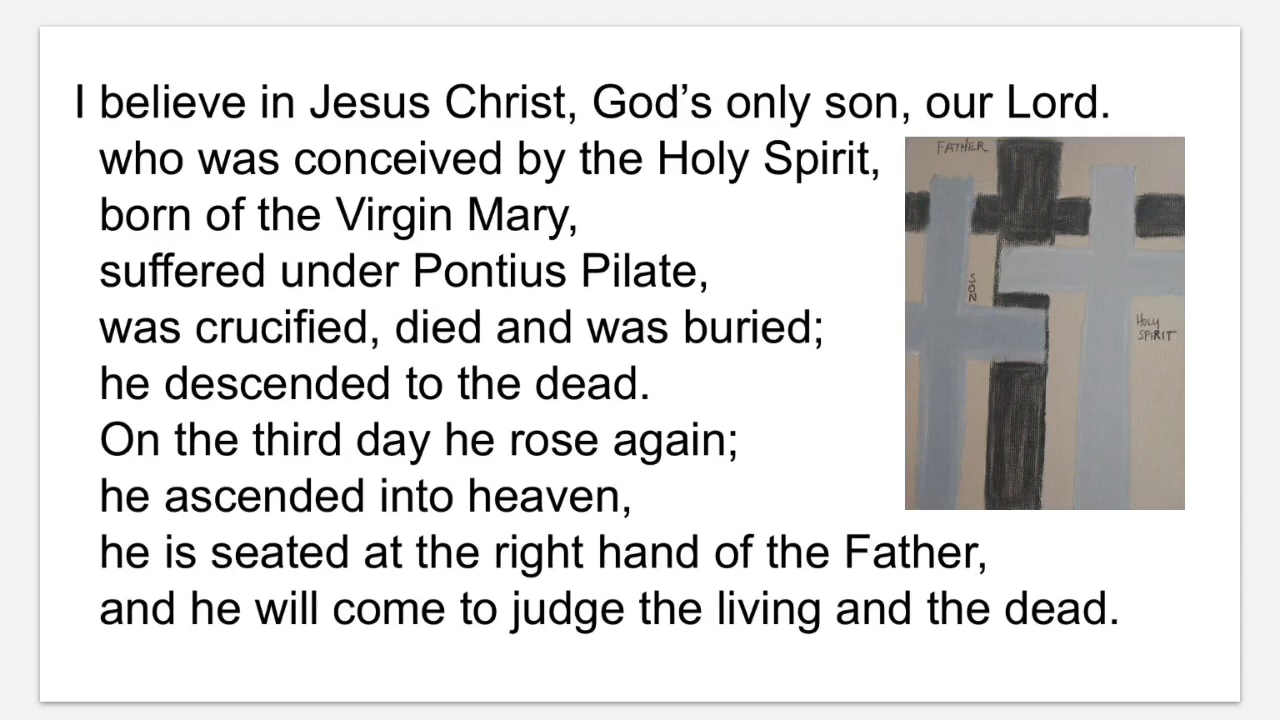 I believe in Jesus Christ, God’s only son, our Lord.
who was conceived by the Holy Spirit,
born of the Virgin Mary,
suffered under Pontius Pilate,
was crucified, died and was buried;
he descended to the dead.
On the third day he rose again;
he ascended into heaven,
he is seated at the right hand of the Father,
and he will come to judge the living and the dead.
FATHER
SON
HOLY
SPIRIT